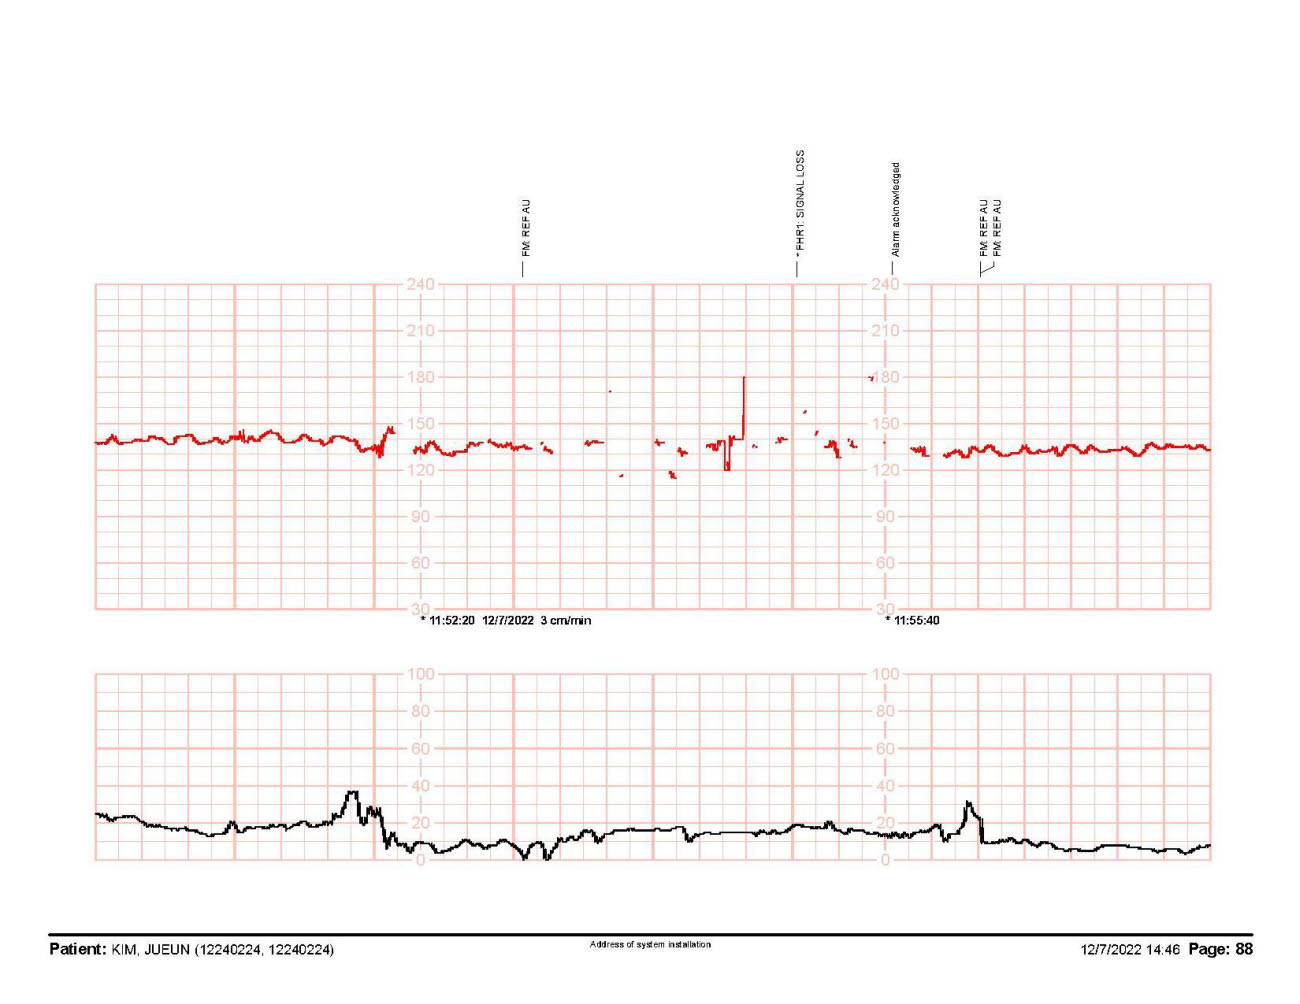 FM: REF AU
* FHR1: SIGNAL LOSS
Alarm acknowledged
FM: REF AU
FM: REF AU
240 240
210 210
180 180
150 150
120 120
90 90
60 60
30 30
* 11:52:20 12/7/2022 3 cm/min * 11:55:40
100 100
80 80
60 60
40 40
20 20
0 0
Patient: KIM, JUEUN (12240224, 12240224) Address of system installation 12/7/2022 14:46 Page: 88